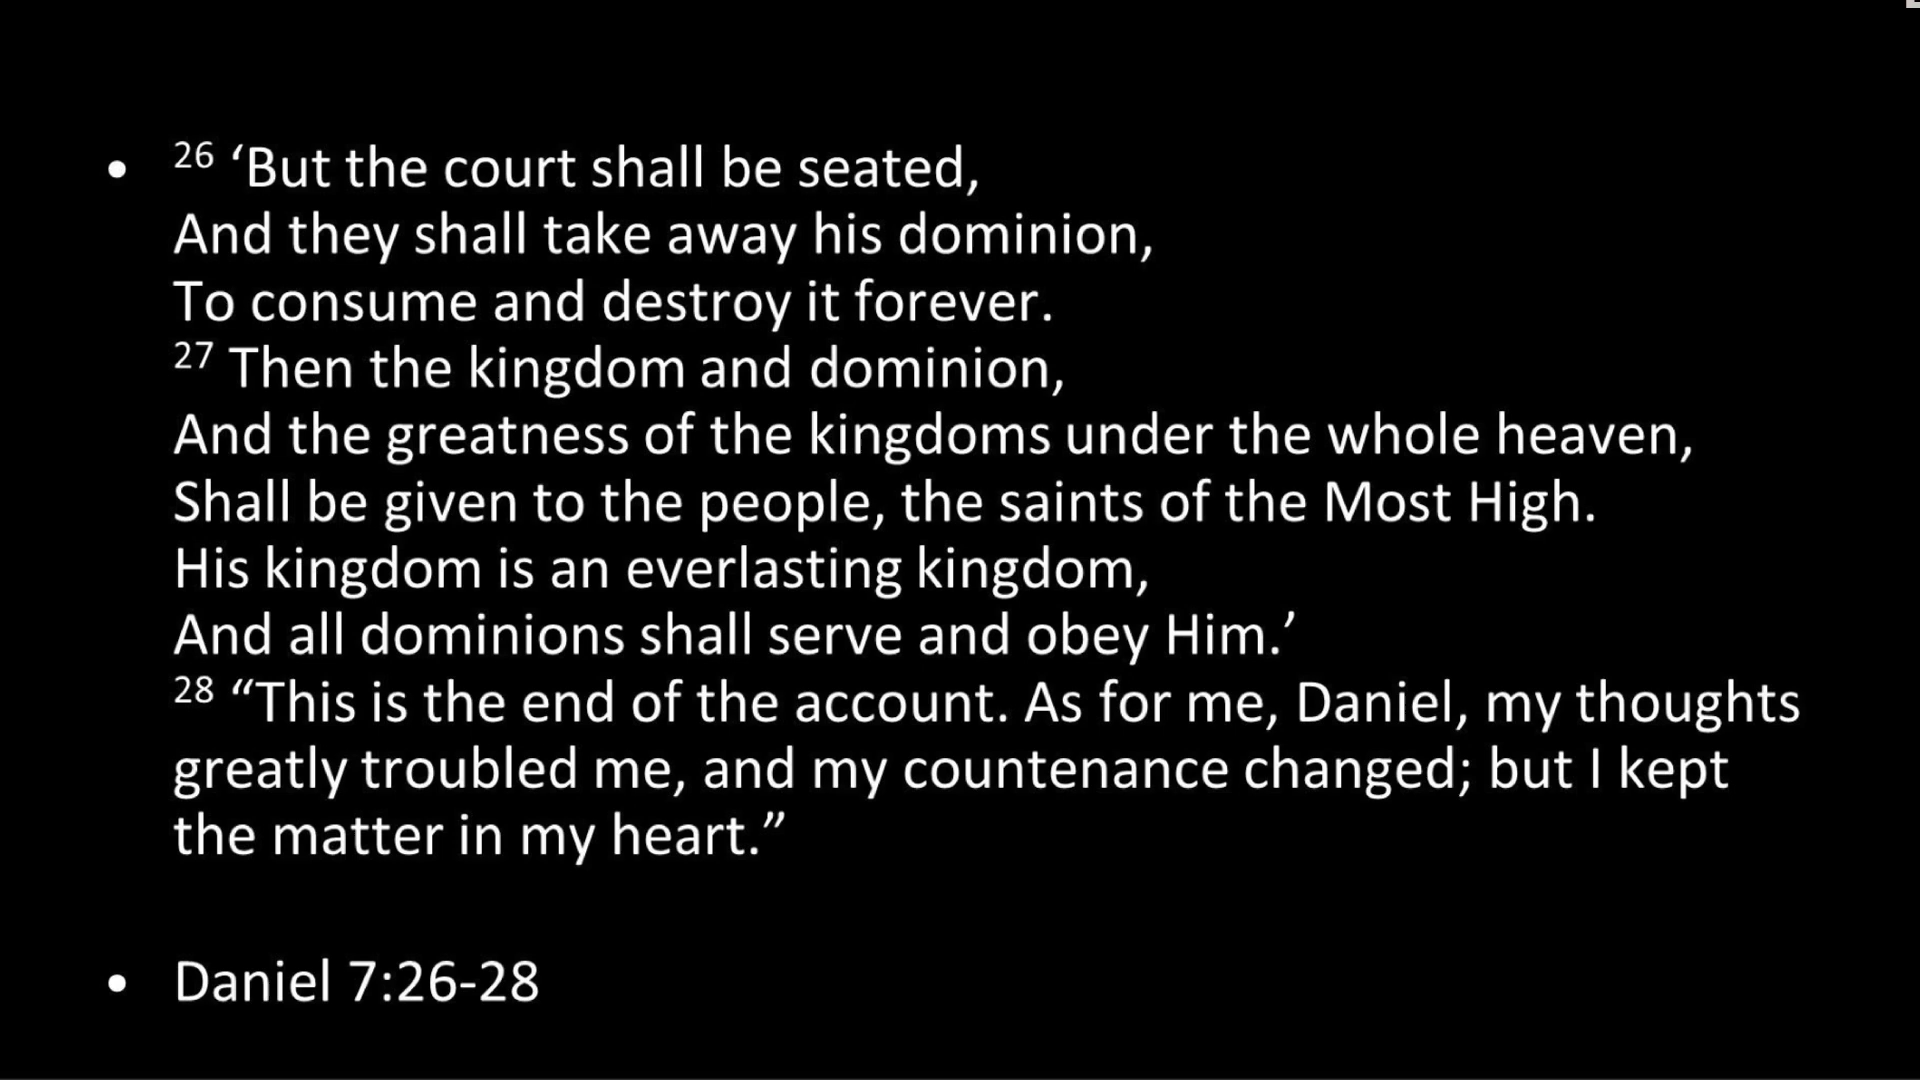 • 26 ‘But the court shall be seated,
And they shall take away his dominion,
To consume and destroy it forever.
27 Then the kingdom and dominion,
And the greatness of the kingdoms under the whole heaven,
Shall be given to the people, the saints of the Most High.
His kingdom is an everlasting kingdom,
And all dominions shall serve and obey Him.’
28 “This is the end of the account. As for me, Daniel, my thoughts
greatly troubled me, and my countenance changed; but I kept
the matter in my heart.”
• Daniel 7:26-28